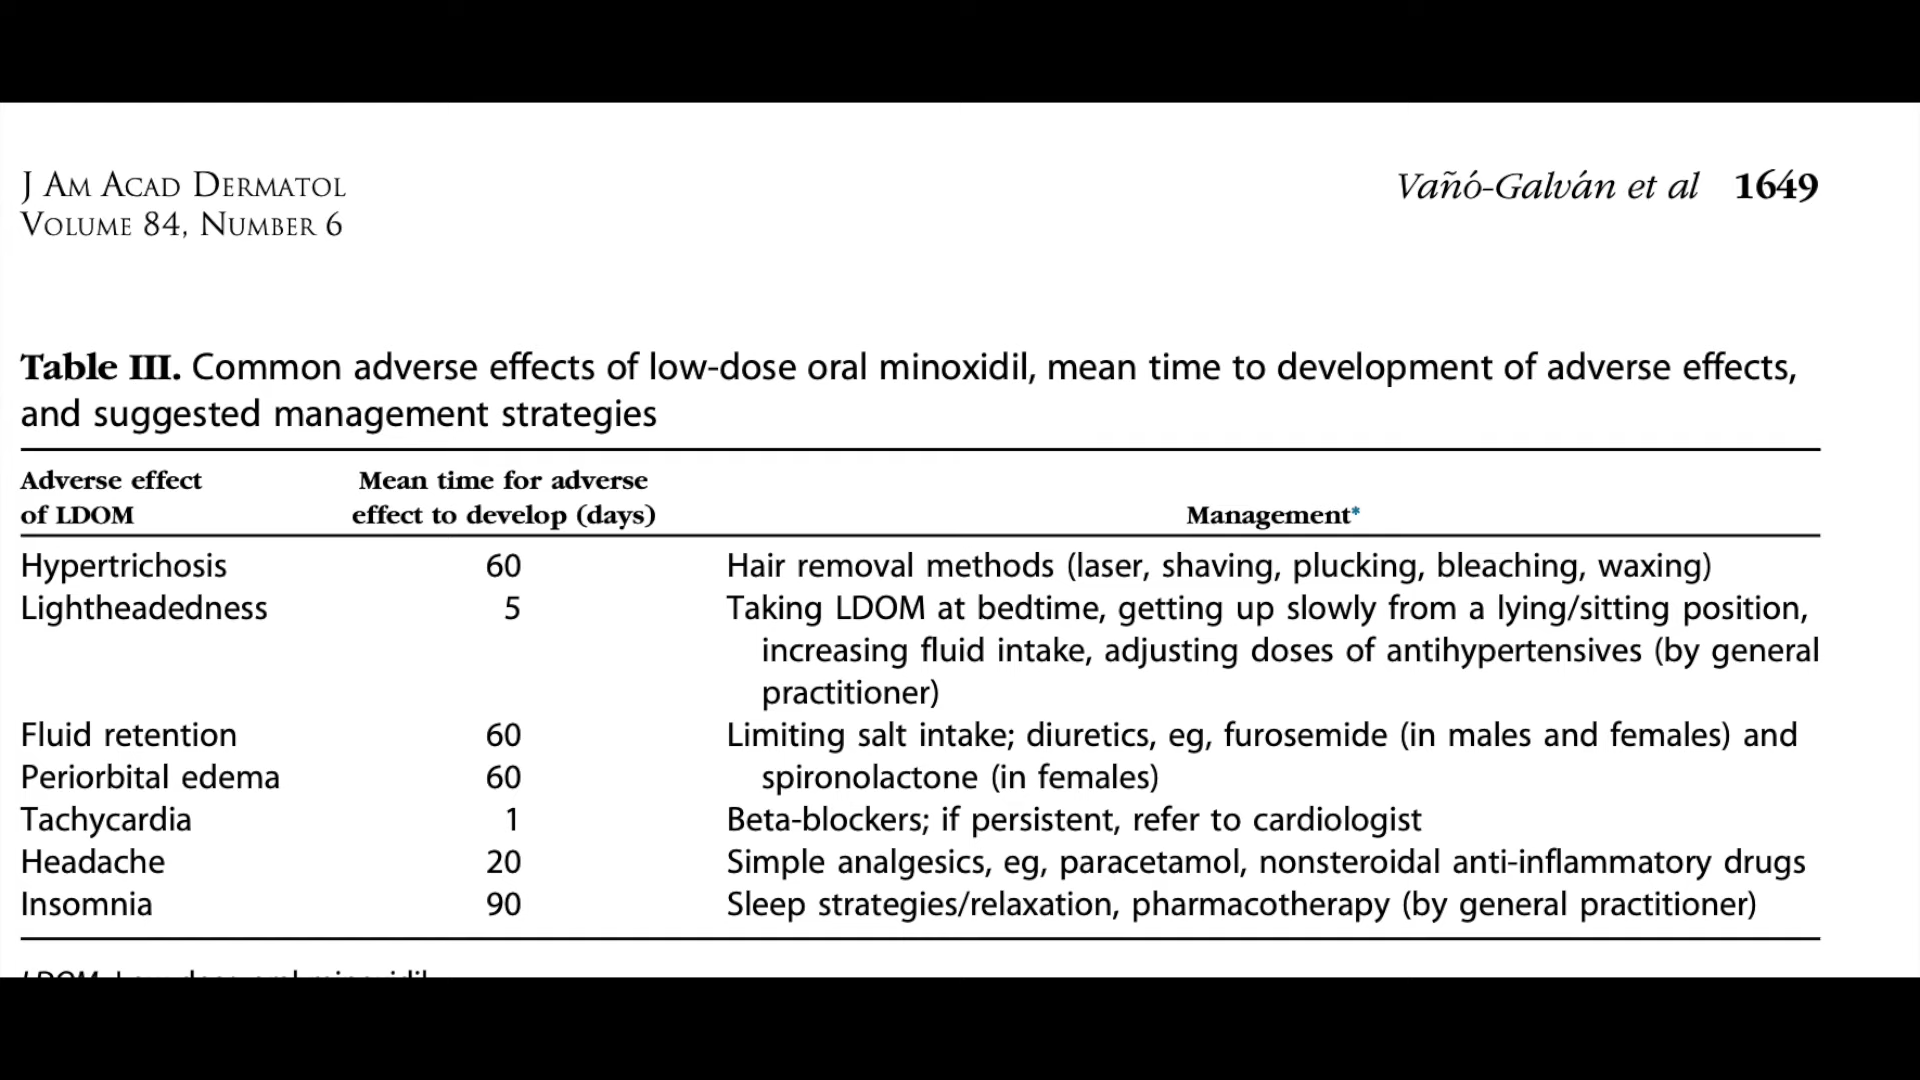 J Am Acad Dermatol
Volume 84, Number 6
Vañó-Galván et al 1649
Table III. Common adverse effects of low-dose oral minoxidil, mean time to development of adverse effects,
and suggested management strategies
Adverse effect
of LDOM
Mean time for adverse
effect to develop (days)
Management*
Hypertrichosis 60 Hair removal methods (laser, shaving, plucking, bleaching, waxing)
Lightheadedness 5 Taking LDOM at bedtime, getting up slowly from a lying/sitting position,
increasing fluid intake, adjusting doses of antihypertensives (by general
practitioner)
Fluid retention 60 Limiting salt intake; diuretics, eg, furosemide (in males and females) and
Periorbital edema 60 spironolactone (in females)
Tachycardia 1 Beta-blockers; if persistent, refer to cardiologist
Headache 20 Simple analgesics, eg, paracetamol, nonsteroidal anti-inflammatory drugs
Insomnia 90 Sleep strategies/relaxation, pharmacotherapy (by general practitioner)